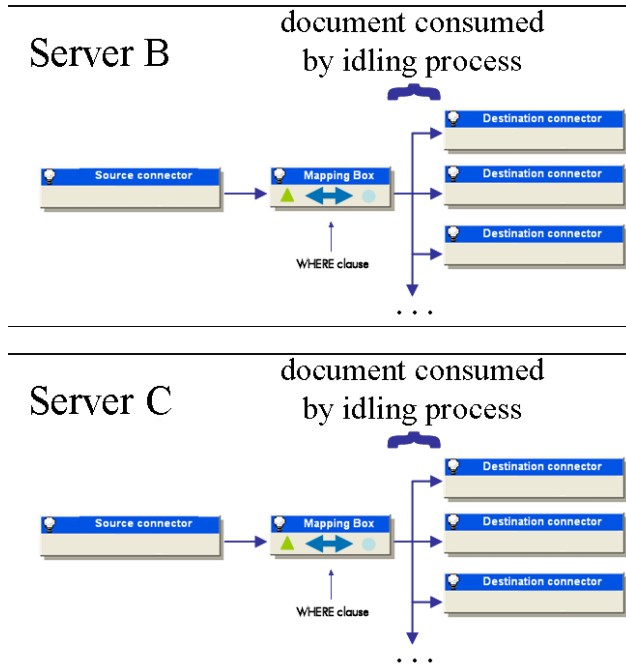 document consumed
Server B
by idling process
Destination connector
Source connector
Mapping Box
Destination connector
Destination connector
WHERE clause
. . .
document consumed
Server C
by idling process
Destination connector
Source connector
Mapping Box
Destination connector
Destination connector
WHERE clause
. . .